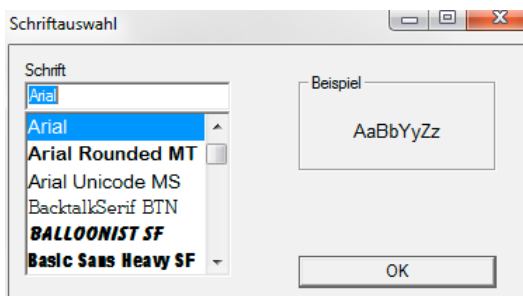 Schriftauswahl
Schrift
Arial
Arial
Arial Rounded MT
Arial Unicode MS
BacktalkSerif BTN
BALLOONIST SF
Basic Sans Heavy SF
Beispiel
AaBbYyZz
OK